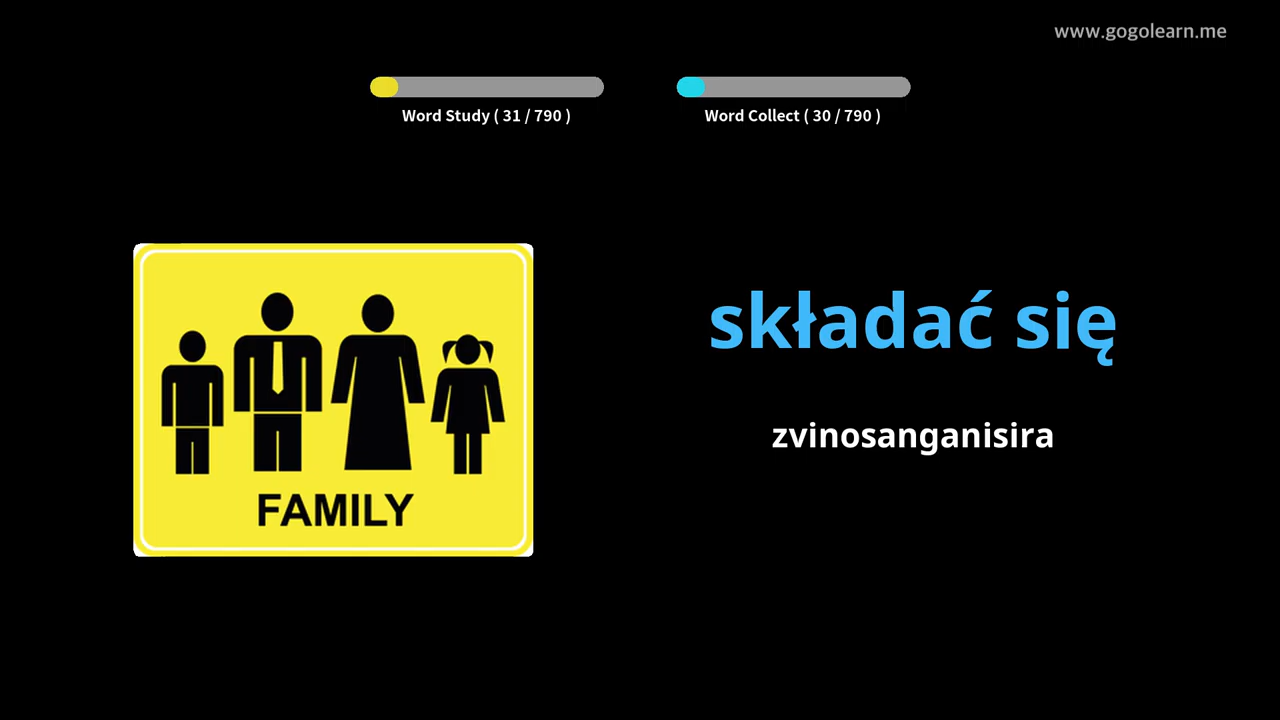 www.gogolearn.me
Word Study ( 31 / 790 )
Word Collect ( 30 / 790 )
FAMILY
składać się
zvinosanganisira